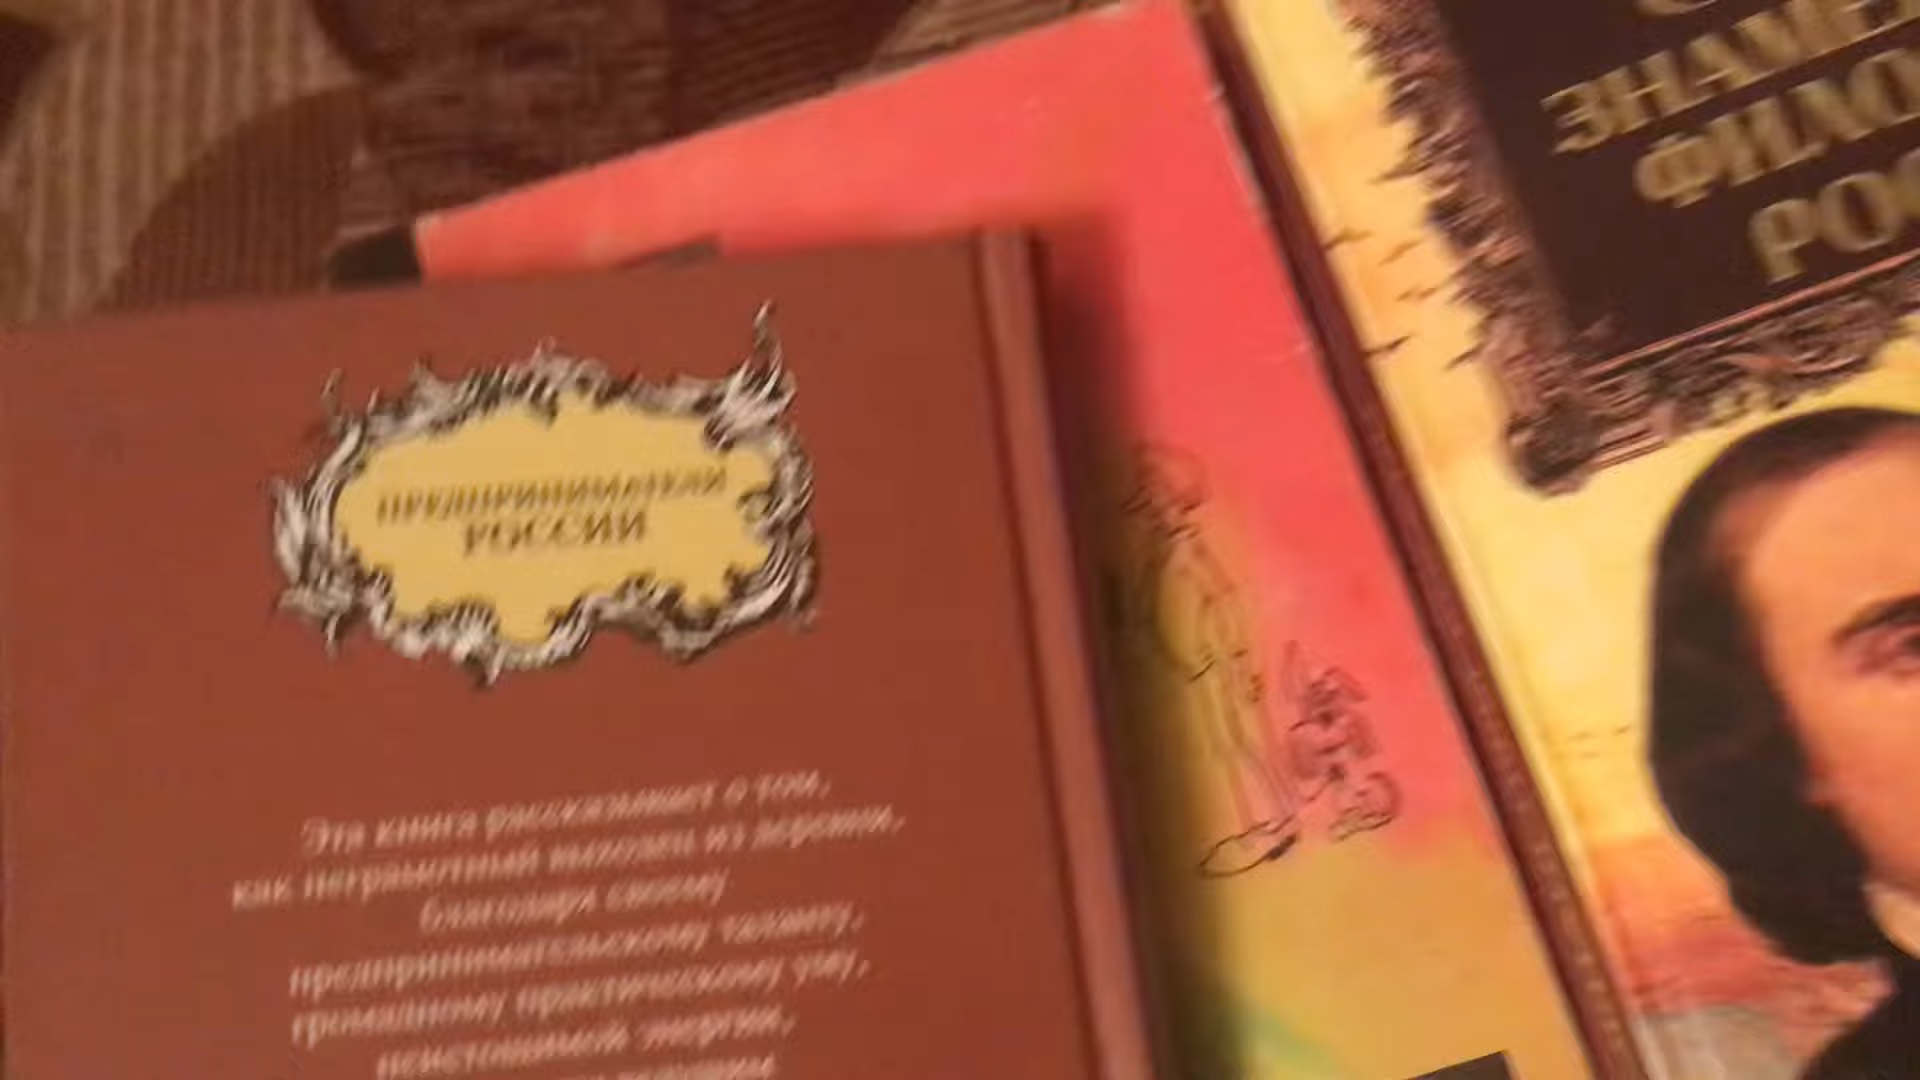 ПРЕДПРИНИМАТЕЛИ
РОССИИ
Эта книга рассказывает о том,
как неграмотный выходец из деревни,
благодаря своему
предпринимательскому таланту,
громадному практическому уму,
неистощимой энергии,
ЗНАМЕ
ФИЛО
РОС